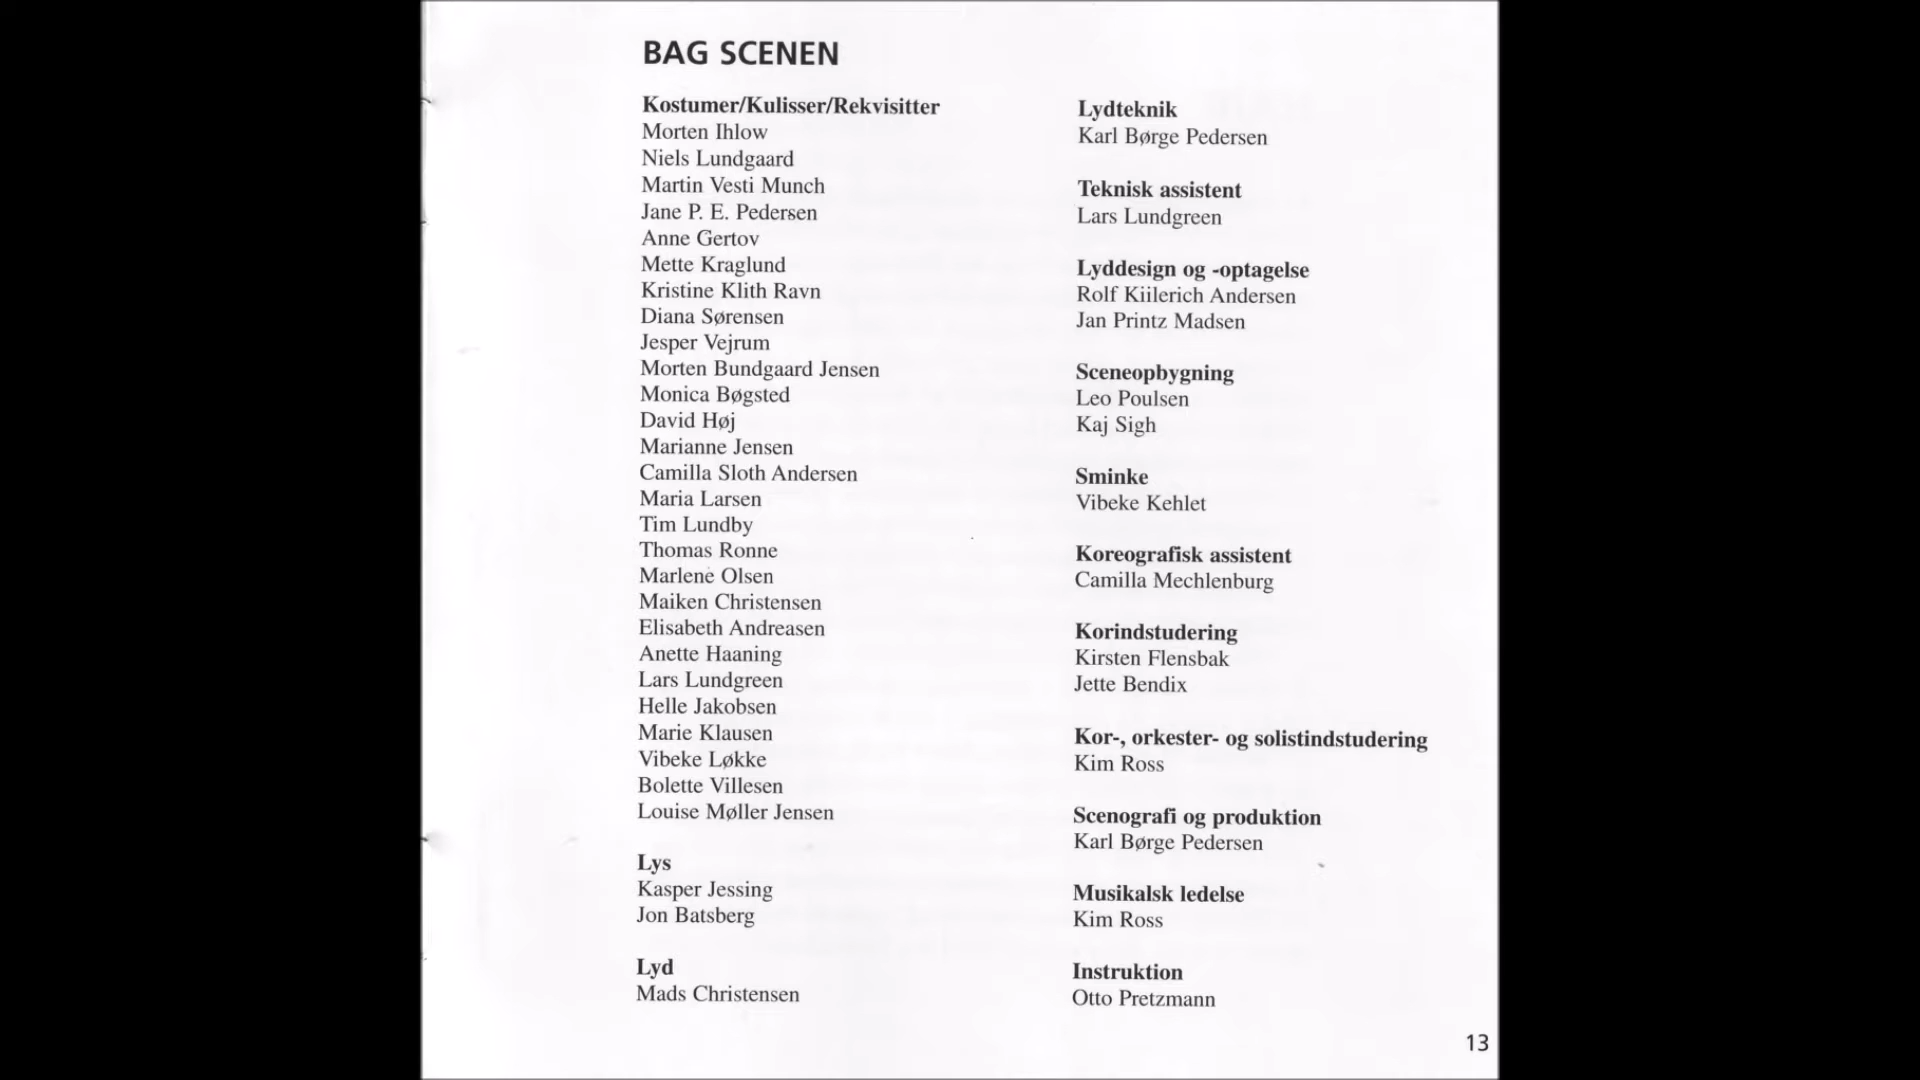 BAG SCENEN
Kostumer/Kulisser/Rekvisitter
Morten Ihlow
Niels Lundgaard
Martin Vesti Munch
Jane P. E. Pedersen
Anne Gertov
Mette Kraglund
Kristine Klith Ravn
Diana Sørensen
Jesper Vejrum
Morten Bundgaard Jensen
Monica Bøgsted
David Høj
Marianne Jensen
Camilla Sloth Andersen
Maria Larsen
Tim Lundby
Thomas Ronne
Marlene Olsen
Maiken Christensen
Elisabeth Andreasen
Anette Haaning
Lars Lundgreen
Helle Jakobsen
Marie Klausen
Vibeke Løkke
Bolette Villesen
Louise Møller Jensen
Lys
Kasper Jessing
Jon Batsberg
Lyd
Mads Christensen
Lydteknik
Karl Børge Pedersen
Teknisk assistent
Lars Lundgreen
Lyddesign og -optagelse
Rolf Kiilerich Andersen
Jan Printz Madsen
Sceneopbygning
Leo Poulsen
Kaj Sigh
Sminke
Vibeke Kehlet
Koreografisk assistent
Camilla Mechlenburg
Korindstudering
Kirsten Flensbak
Jette Bendix
Kor-, orkester- og solistindstudering
Kim Ross
Scenografi og produktion
Karl Børge Pedersen
Musikalsk ledelse
Kim Ross
Instruktion
Otto Pretzmann
13